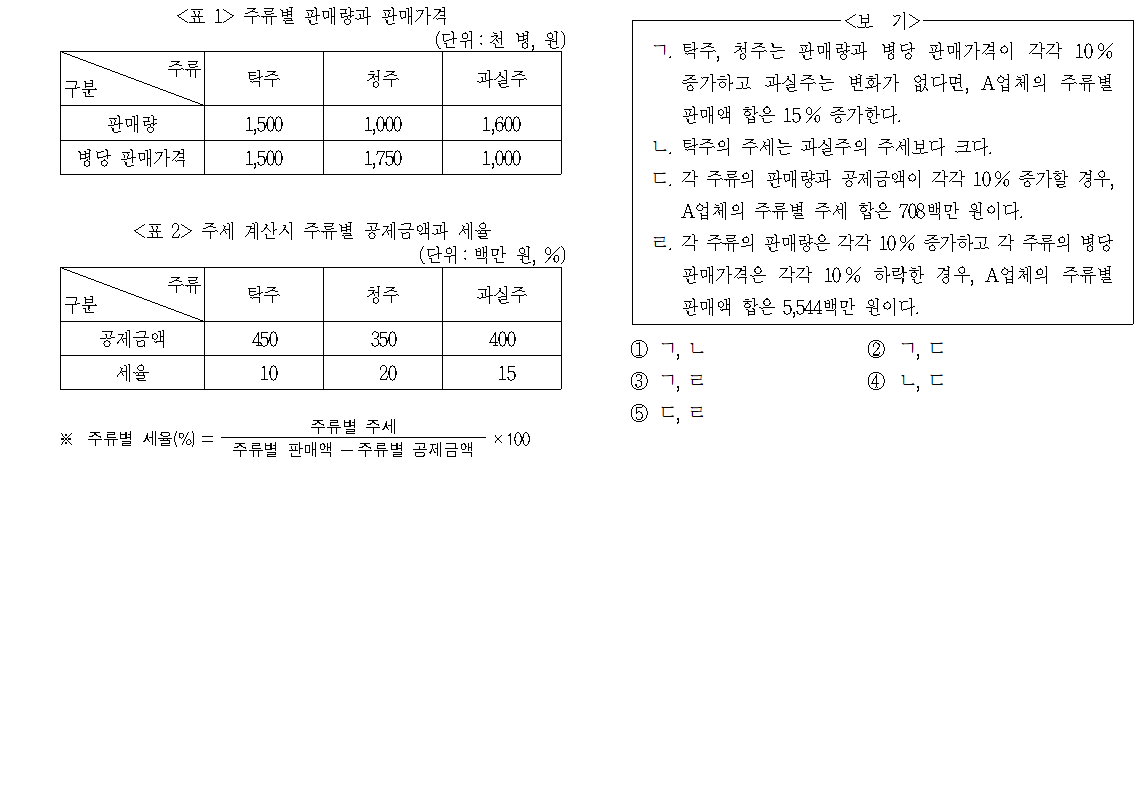 <표 1> 주류별 판매량과 판매가격
(단위 : 천 병, 원)
주류
구분
탁주 청주 과실주
판매량 1,500 1,000 1,600
병당 판매가격 1,500 1,750 1,000
<표 2> 주세 계산시 주류별 공제금액과 세율
(단위 : 백만 원, %)
주류
구분
탁주 청주 과실주
공제금액 450 350 400
세율 10 20 15
※ 주류별 세율(%) = 주류별 주세 / 주류별 판매액 − 주류별 공제금액 ×100
<보 기>
ㄱ. 탁주, 청주는 판매량과 병당 판매가격이 각각 10 %
증가하고 과실주는 변화가 없다면, A업체의 주류별
판매액 합은 15 % 증가한다.
ㄴ. 탁주의 주세는 과실주의 주세보다 크다.
ㄷ. 각 주류의 판매량과 공제금액이 각각 10 % 증가할 경우,
A업체의 주류별 주세 합은 708백만 원이다.
ㄹ. 각 주류의 판매량은 각각 10 % 증가하고 각 주류의 병당
판매가격은 각각 10 % 하락한 경우, A업체의 주류별
판매액 합은 5,544백만 원이다.
① ㄱ, ㄴ ② ㄱ, ㄷ
③ ㄱ, ㄹ ④ ㄴ, ㄷ
⑤ ㄷ, ㄹ